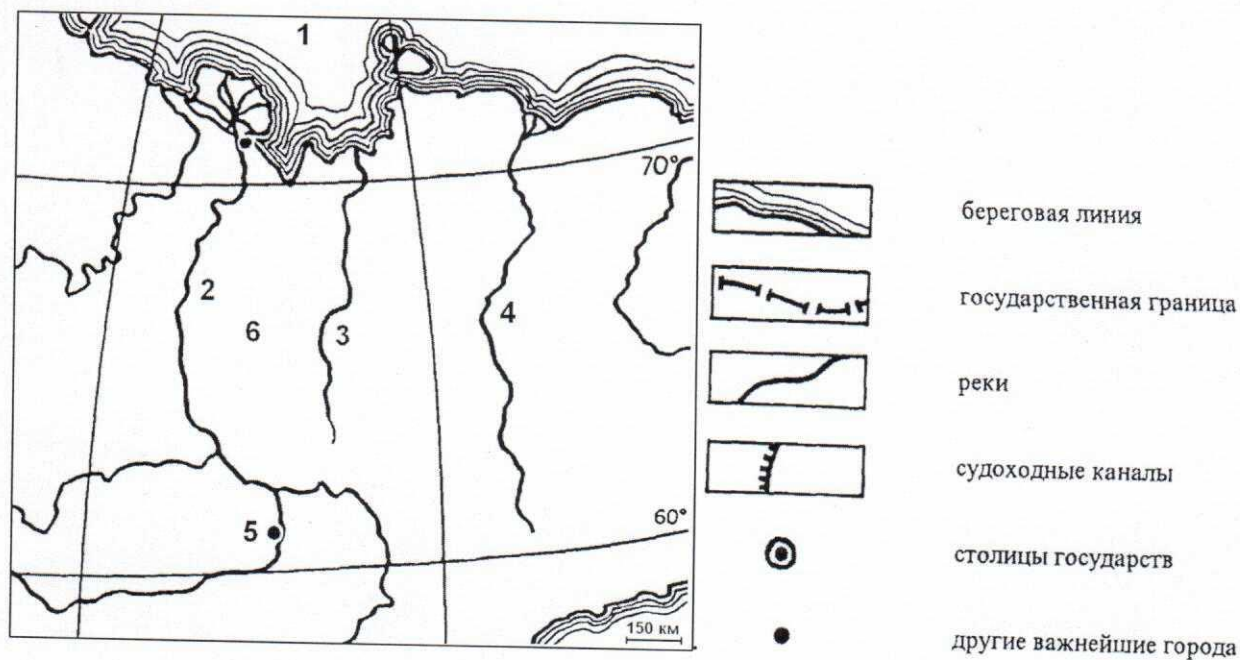 1
70°
2
6
3
4
5
60°
150 км
береговая линия
государственная граница
реки
судоходные каналы
столицы государств
другие важнейшие города